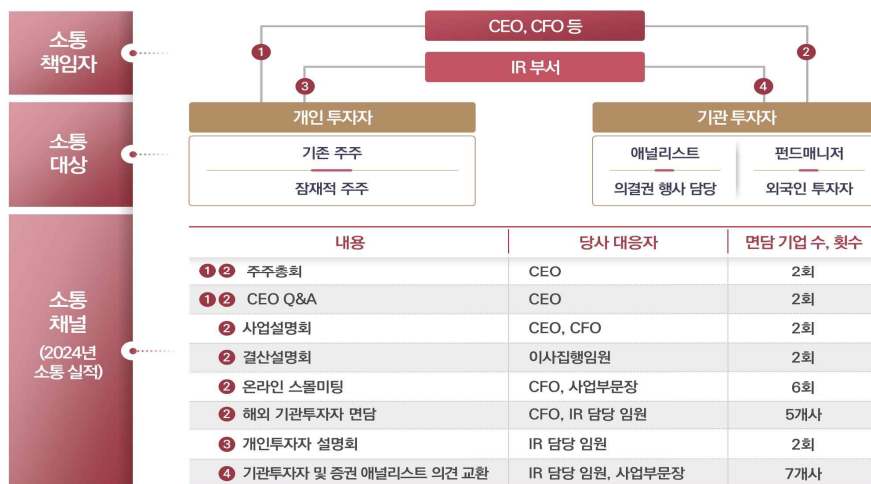 소통
책임자
CEO, CFO 등
1
2
IR 부서
3
4
소통
대상
개인 투자자
기관 투자자
기존 주주
애널리스트
펀드매니저
잠재적 주주
의결권 행사 담당
외국인 투자자
소통
채널
(2024년
소통 실적)
내용 당사 대응자 면담 기업 수, 횟수
1 2 주주총회 CEO 2회
1 2 CEO Q&A CEO 2회
2 사업설명회 CEO, CFO 2회
2 결산설명회 이사집행임원 2회
2 온라인 스몰미팅 CFO, 사업부문장 6회
2 해외 기관투자자 면담 CFO, IR 담당 임원 5개사
3 개인투자자 설명회 IR 담당 임원 2회
4 기관투자자 및 증권 애널리스트 의견 교환 IR 담당 임원, 사업부문장 7개사